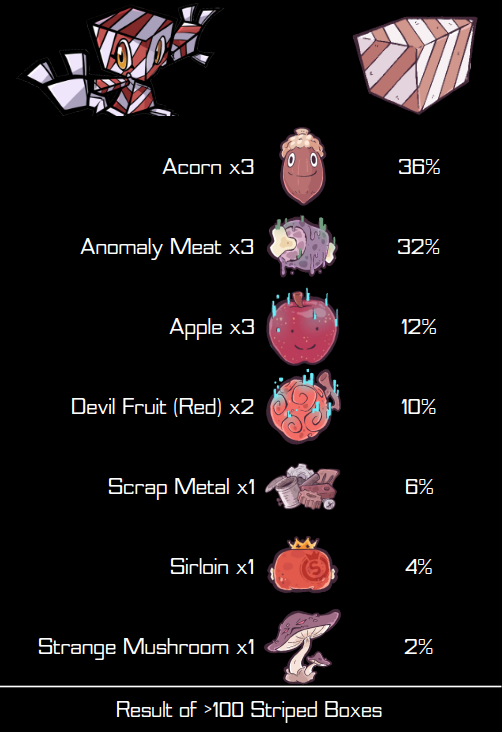 Acorn x3 36%
Anomaly Meat x3 32%
Apple x3 12%
Devil Fruit (Red) x2 10%
Scrap Metal x1 6%
Sirloin x1 4%
S
Strange Mushroom x1 2%
Result of >100 Striped Boxes